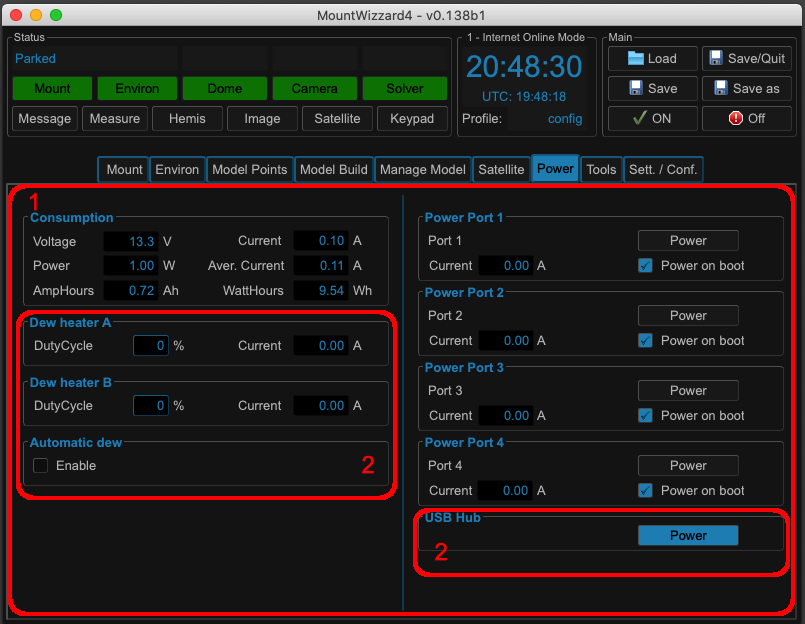 MountWizzard4 - v0.138b1
Status
Parked
Mount Environ Dome Camera Solver
Message Measure Hemis Image Satellite Keypad
1 - Internet Online Mode
20:48:30
UTC: 19:48:18
Profile: config
Main
Load Save/Quit
Save Save as
ON Off
Mount Environ Model Points Model Build Manage Model Satellite Power Tools Sett. / Conf.
1
Consumption
Voltage 13.3 V Current 0.10 A
Power 1.00 W Aver. Current 0.11 A
AmpHours 0.72 Ah WattHours 9.54 Wh
Dew heater A
DutyCycle 0 % Current 0.00 A
Dew heater B
DutyCycle 0 % Current 0.00 A
Automatic dew
Enable
2
Power Port 1
Port 1 Power
Current 0.00 A Power on boot
Power Port 2
Port 2 Power
Current 0.00 A Power on boot
Power Port 3
Port 3 Power
Current 0.00 A Power on boot
Power Port 4
Port 4 Power
Current 0.00 A Power on boot
USB Hub
Power
2